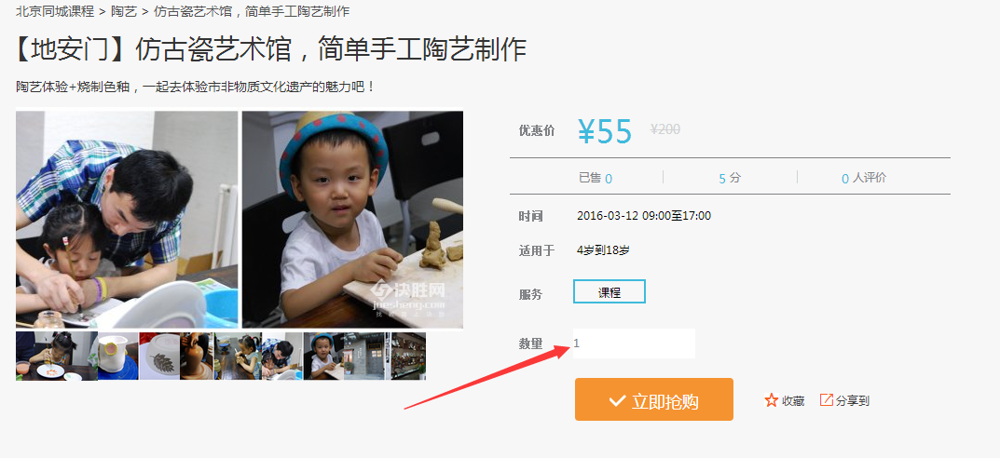 北京同城课程 > 陶艺 > 仿古瓷艺术馆，简单手工陶艺制作
【地安门】仿古瓷艺术馆，简单手工陶艺制作
陶艺体验+烧制色釉，一起去体验市非物质文化遗产的魅力吧！
优惠价 ¥55 ¥200
已售 0 5 分 0 人评价
时间 2016-03-12 09:00至17:00
适用于 4岁到18岁
服务 课程
数量 1
立即抢购 收藏 分享到
决胜网
juesheng.com